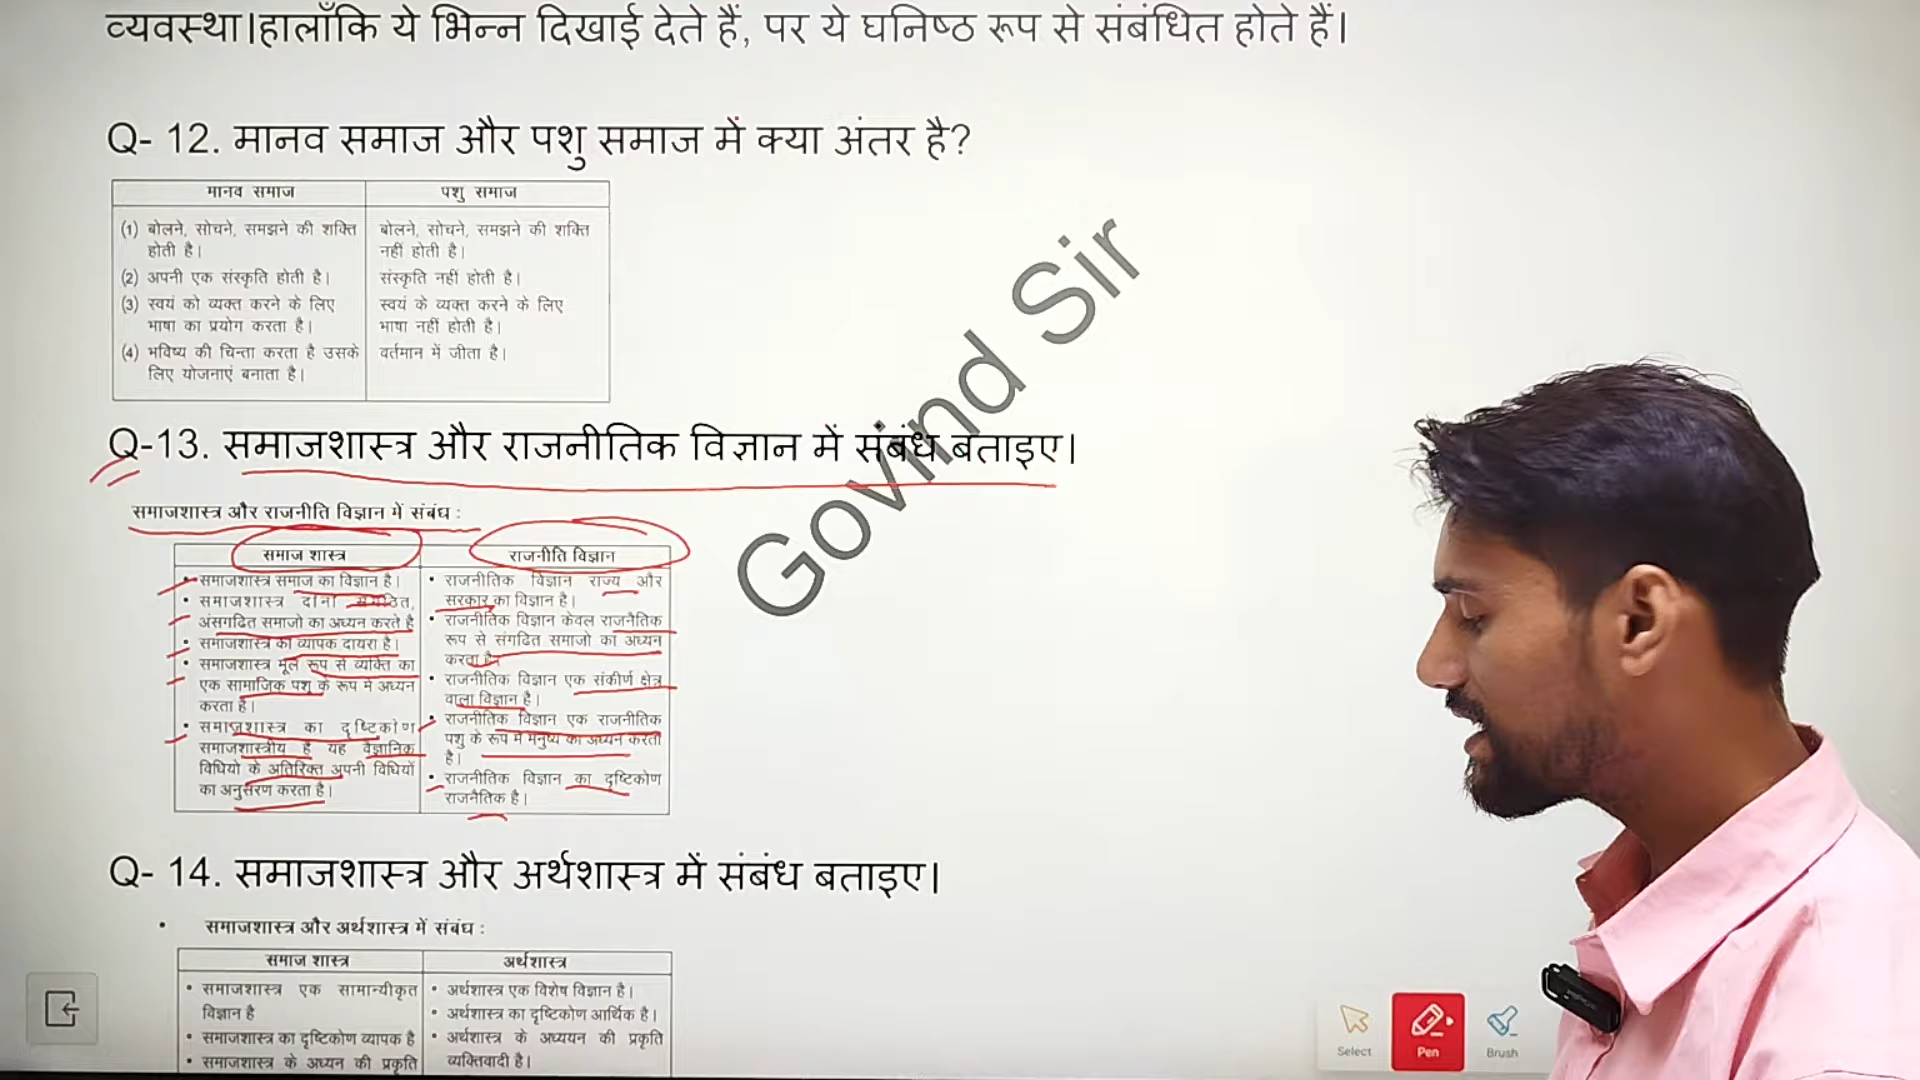 व्यवस्था।हालाँकि ये भिन्न दिखाई देते हैं, पर ये घनिष्ठ रूप से संबंधित होते हैं।
Q- 12. मानव समाज और पशु समाज में क्या अंतर है?
मानव समाज
पशु समाज
(1) बोलने, सोचने, समझने की शक्ति
होती है।
बोलने, सोचने, समझने की शक्ति
नहीं होती है।
(2) अपनी एक संस्कृति होती है।
संस्कृति नहीं होती है।
(3) स्वयं को व्यक्त करने के लिए
भाषा का प्रयोग करता है।
स्वयं के व्यक्त करने के लिए
भाषा नहीं होती है।
(4) भविष्य की चिन्ता करता है उसके
लिए योजनाएं बनाता है।
वर्तमान में जीता है।
Govind Sir
Q-13. समाजशास्त्र और राजनीतिक विज्ञान में संबंध बताइए।
समाजशास्त्र और राजनीति विज्ञान में संबंध :
समाज शास्त्र
राजनीति विज्ञान
• समाजशास्त्र समाज का विज्ञान है।
• समाजशास्त्र दोनो
अंसगठित समाजो का अध्यन करते है
• समाजशास्त्र का व्यापक दायरा है।
• समाजशास्त्र मूल रूप से व्यक्ति का
एक सामाजिक पशु के रूप मे अध्यन
करता है।
• समाजशास्त्र का दृष्टिकोण
समाजशास्त्रीय है यह वैज्ञानिक
विधियो के अतिरिक्त अपनी विधियों
का अनुसरण करता है।
• राजनीतिक विज्ञान राज्य और
सरकार का विज्ञान है।
• राजनीतिक विज्ञान केवल राजनैतिक
रूप से संगठित समाजो का अध्यन
करता है
• राजनीतिक विज्ञान एक संकीर्ण क्षेत्र
वाला विज्ञान है।
• राजनीतिक विज्ञान एक राजनीतिक
पशु के रूप मे मनुष्य का अध्यन करता
है।
• राजनीतिक विज्ञान का दृष्टिकोण
राजनैतिक है।
Q- 14. समाजशास्त्र और अर्थशास्त्र में संबंध बताइए।
• समाजशास्त्र और अर्थशास्त्र में संबंध :
समाज शास्त्र
अर्थशास्त्र
• समाजशास्त्र एक सामान्यीकृत
विज्ञान है
• समाजशास्त्र का दृष्टिकोण व्यापक है
• समाजशास्त्र के अध्यन की प्रकृति
• अर्थशास्त्र एक विशेष विज्ञान है।
• अर्थशास्त्र का दृष्टिकोण आर्थिक है।
• अर्थशास्त्र के अध्ययन की प्रकृति
व्यक्तिवादी है।
Select
Pen
Brush